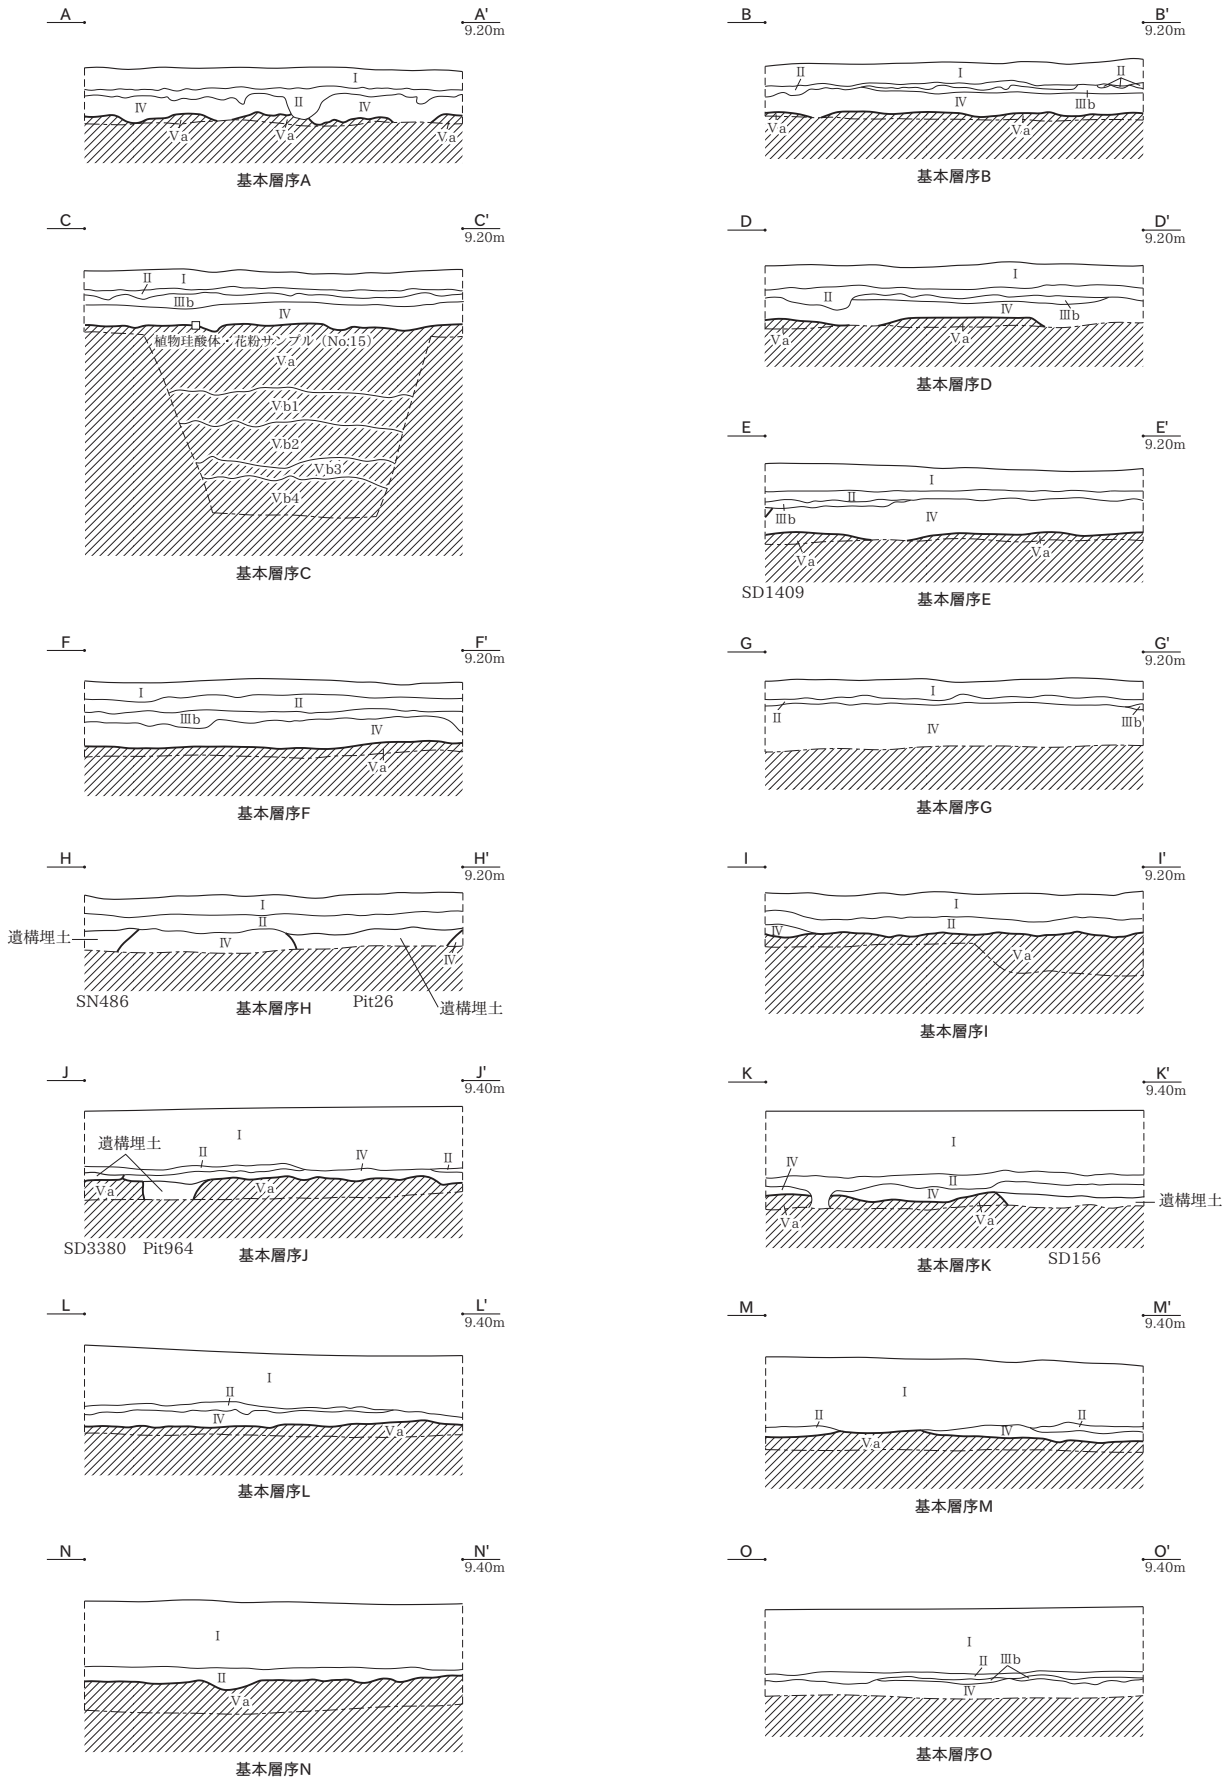 A A'
9.20m
I
IV II IV
Va Va Va
基本層序A
B B'
9.20m
II I II
IV IIIb
Va Va
基本層序B
C C'
9.20m
II I
IIIb
IV
植物珪酸体・花粉サンプル（No.15）
Va
Vb1
Vb2
Vb3
Vb4
基本層序C
D D'
9.20m
I
II
IV IIIb
Va Va
基本層序D
E E'
9.20m
I
II
IIIb IV
Va Va
SD1409
基本層序E
F F'
9.20m
I
II
IIIb
IV
Va
基本層序F
G G'
9.20m
I
II IIIb
IV
基本層序G
H H'
9.20m
I
II
遺構埋土
IV
IV
SN486 Pit26
遺構埋土
基本層序H
I I'
9.20m
I
IV II
Va
基本層序I
J J'
9.40m
I
遺構埋土
II IV II
Va Va
SD3380 Pit964
基本層序J
K K'
9.40m
I
IV
II
IV
遺構埋土
Va Va
SD156
基本層序K
L L'
9.40m
I
II
IV
Va
基本層序L
M M'
9.40m
I
II II
IV
Va
基本層序M
N N'
9.40m
I
II
Va
基本層序N
O O'
9.40m
I
II IIIb
IV
基本層序O